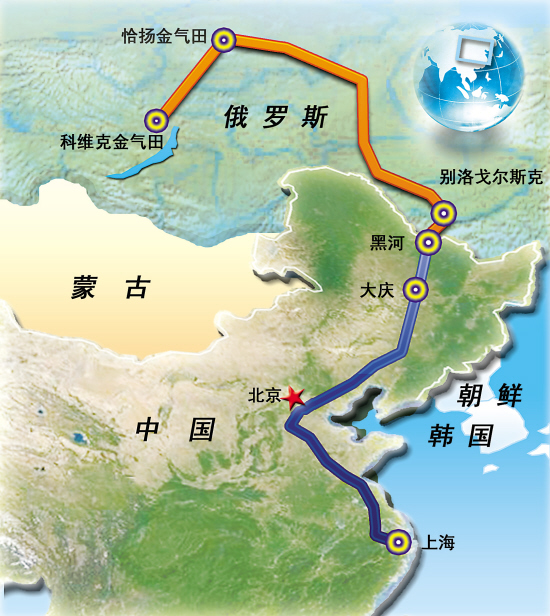 恰扬金气田
科维克金气田
俄罗斯
别洛戈尔斯克
黑河
大庆
蒙古
北京
朝鲜
中国
韩国
上海